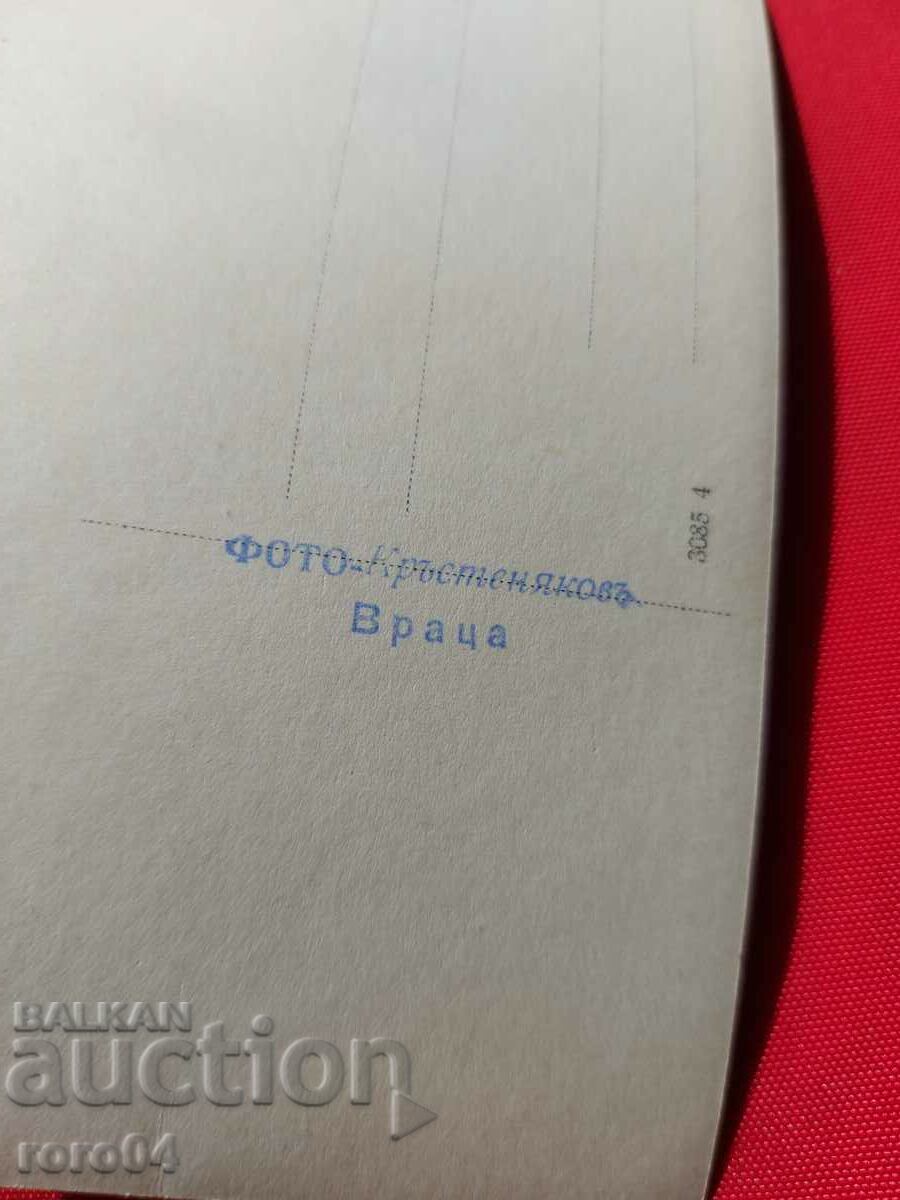 ФОТО-Кръстеняковъ
Враца
3085 4
BALKAN
auction
roro04